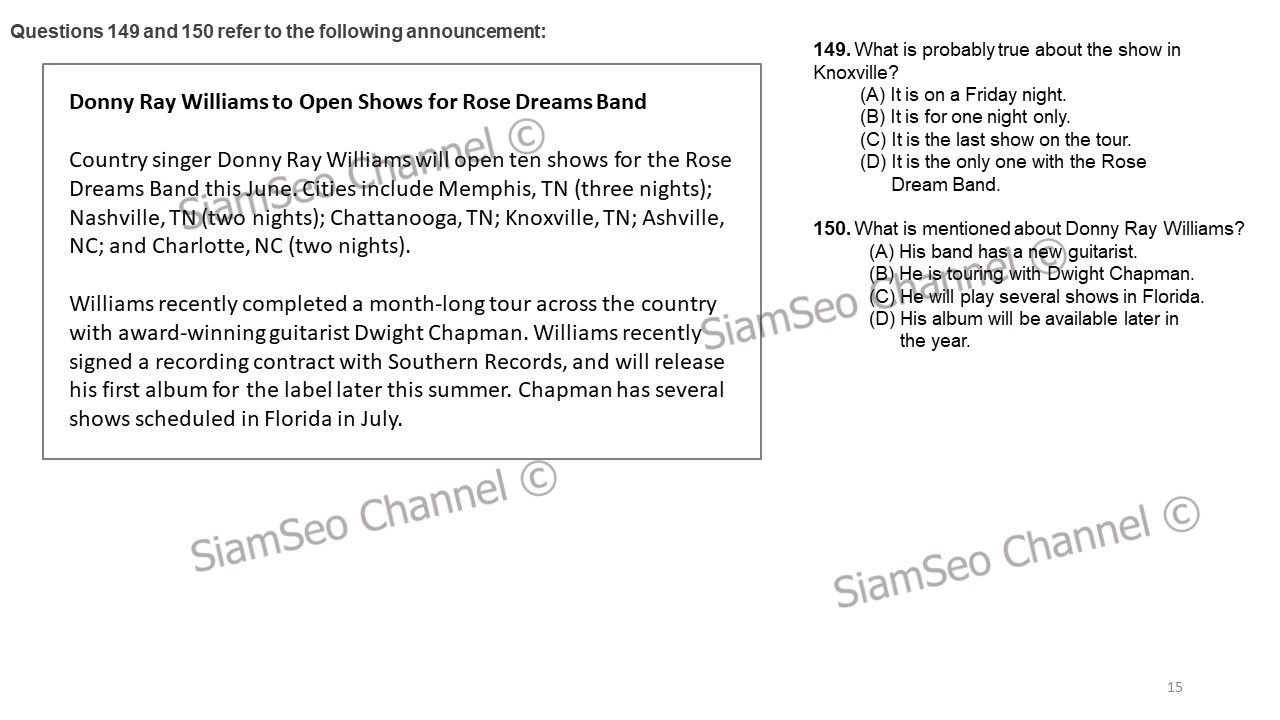 Questions 149 and 150 refer to the following announcement:
Donny Ray Williams to Open Shows for Rose Dreams Band
Country singer Donny Ray Williams will open ten shows for the Rose
Dreams Band this June. Cities include Memphis, TN (three nights);
Nashville, TN (two nights); Chattanooga, TN; Knoxville, TN; Ashville,
NC; and Charlotte, NC (two nights).
Williams recently completed a month-long tour across the country
with award-winning guitarist Dwight Chapman. Williams recently
signed a recording contract with Southern Records, and will release
his first album for the label later this summer. Chapman has several
shows scheduled in Florida in July.
149. What is probably true about the show in
Knoxville?
(A) It is on a Friday night.
(B) It is for one night only.
(C) It is the last show on the tour.
(D) It is the only one with the Rose
Dream Band.
150. What is mentioned about Donny Ray Williams?
(A) His band has a new guitarist.
(B) He is touring with Dwight Chapman.
(C) He will play several shows in Florida.
(D) His album will be available later in
the year.
SiamSeo Channel ©
SiamSeo Channel ©
SiamSeo Channel ©
SiamSeo Channel ©
15